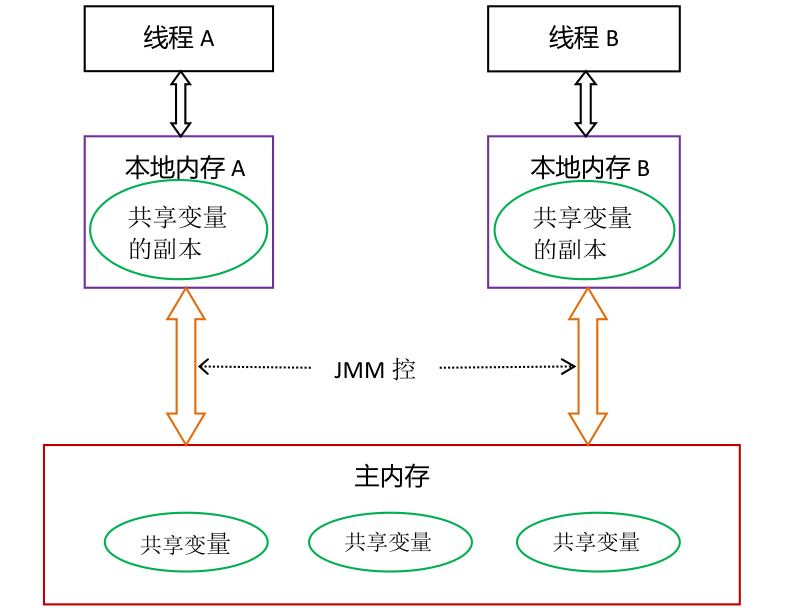 线程 A
线程 B
本地内存 A
共享变量
的副本
本地内存 B
共享变量
的副本
JMM 控
主内存
共享变量
共享变量
共享变量